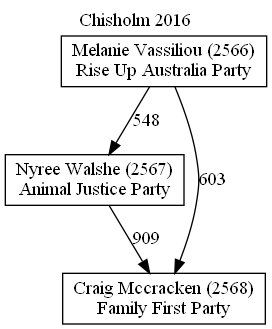 Chisholm 2016
Melanie Vassiliou (2566)
Rise Up Australia Party
548
Nyree Walshe (2567)
Animal Justice Party
603
909
Craig Mccracken (2568)
Family First Party